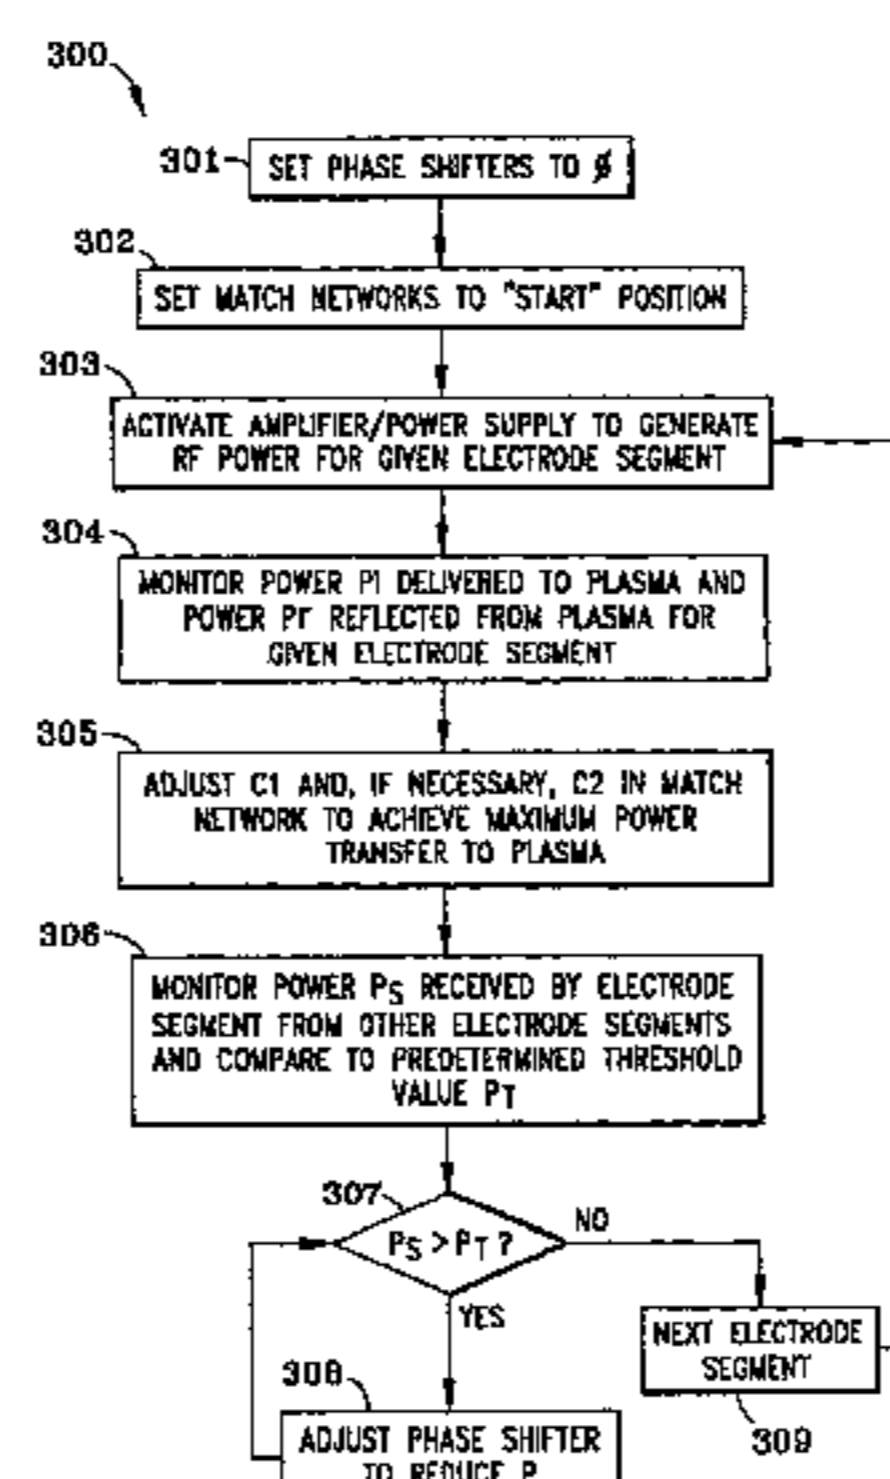 300
301
SET PHASE SHIFTERS TO ø
302
SET MATCH NETWORKS TO "START" POSITION
303
ACTIVATE AMPLIFIER/POWER SUPPLY TO GENERATE
RF POWER FOR GIVEN ELECTRODE SEGMENT
304
MONITOR POWER Pi DELIVERED TO PLASMA AND
POWER Pr REFLECTED FROM PLASMA FOR
GIVEN ELECTRODE SEGMENT
305
ADJUST C1 AND, IF NECESSARY, C2 IN MATCH
NETWORK TO ACHIEVE MAXIMUM POWER
TRANSFER TO PLASMA
306
MONITOR POWER PS RECEIVED BY ELECTRODE
SEGMENT FROM OTHER ELECTRODE SEGMENTS
AND COMPARE TO PREDETERMINED THRESHOLD
VALUE PT
307
PS > PT ?
NO
YES
NEXT ELECTRODE
SEGMENT
309
308
ADJUST PHASE SHIFTER
TO REDUCE P